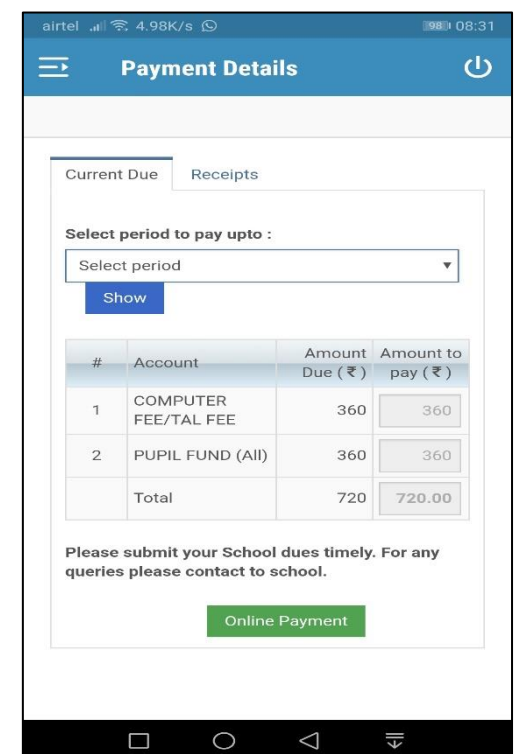 airtel 4.98K/s 98 08:31
Payment Details
Current Due Receipts
Select period to pay upto :
Select period
Show
# Account Amount Due ( ₹ ) Amount to pay ( ₹ )
1 COMPUTER FEE/TAL FEE 360 360
2 PUPIL FUND (All) 360 360
Total 720 720.00
Please submit your School dues timely. For any
queries please contact to school.
Online Payment